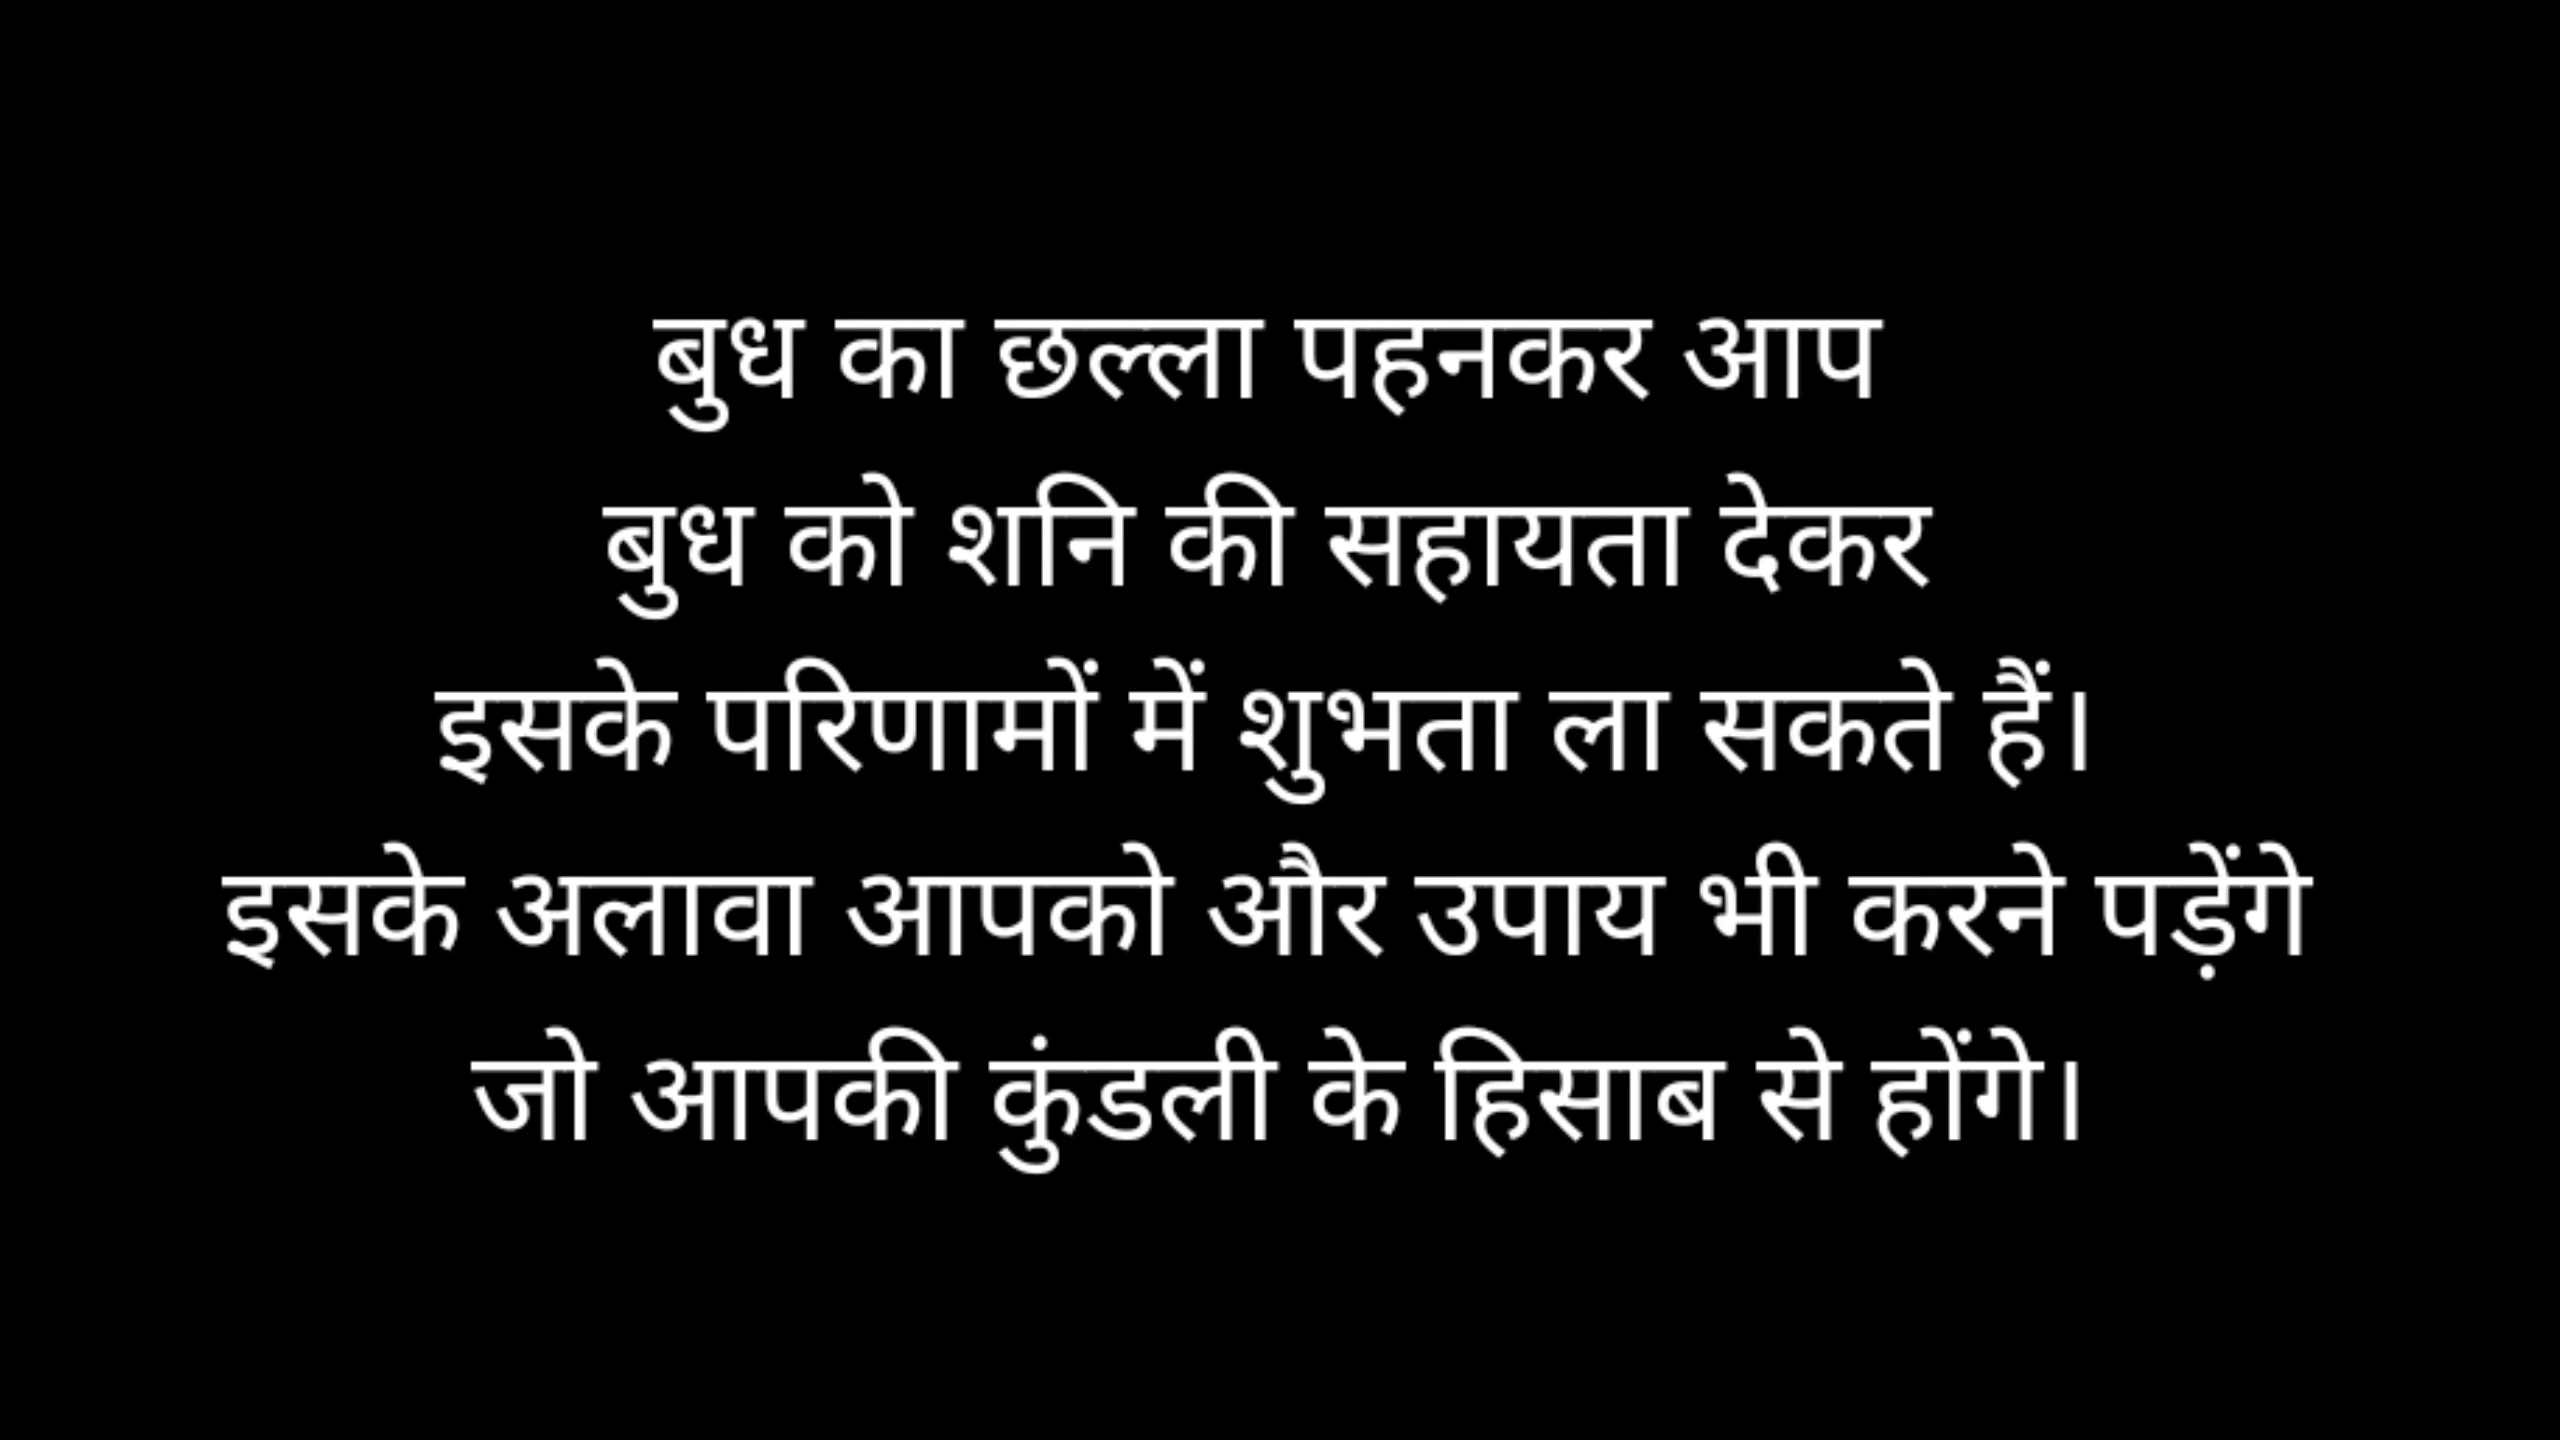 बुध का छल्ला पहनकर आप
बुध को शनि की सहायता देकर
इसके परिणामों में शुभता ला सकते हैं।
इसके अलावा आपको और उपाय भी करने पड़ेंगे
जो आपकी कुंडली के हिसाब से होंगे।